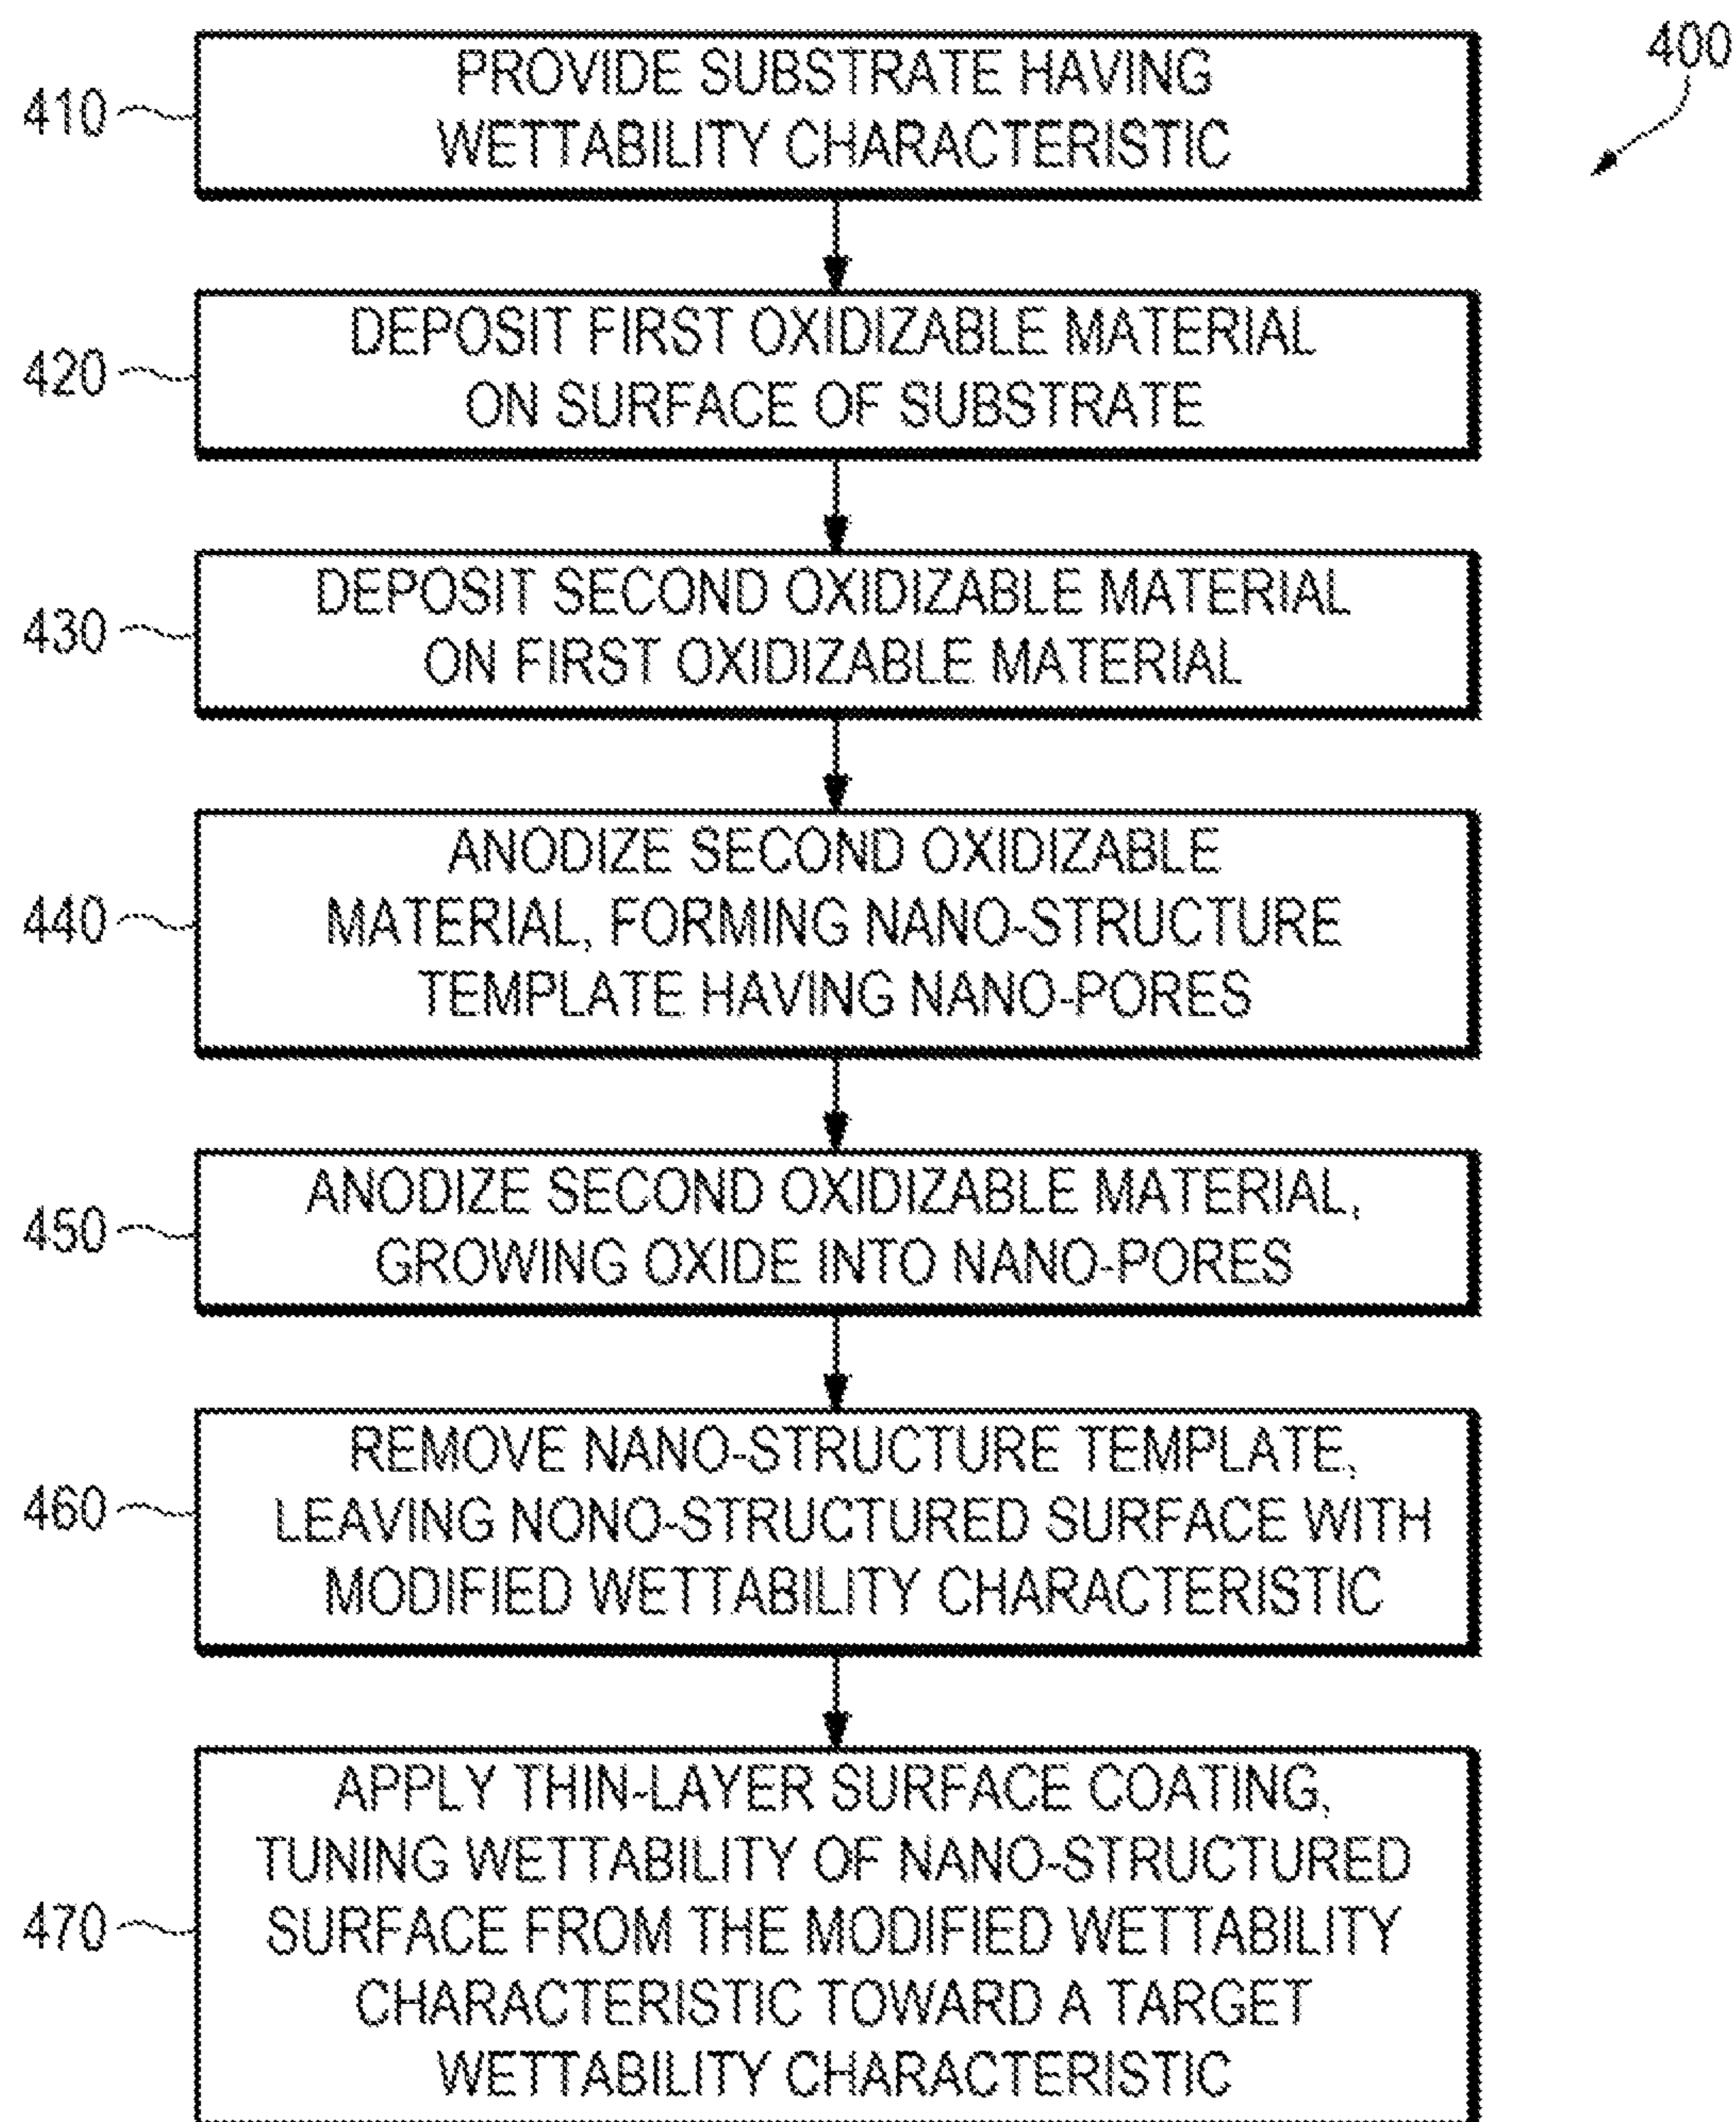 400
410
PROVIDE SUBSTRATE HAVING
WETTABILITY CHARACTERISTIC
420
DEPOSIT FIRST OXIDIZABLE MATERIAL
ON SURFACE OF SUBSTRATE
430
DEPOSIT SECOND OXIDIZABLE MATERIAL
ON FIRST OXIDIZABLE MATERIAL
440
ANODIZE SECOND OXIDIZABLE
MATERIAL, FORMING NANO-STRUCTURE
TEMPLATE HAVING NANO-PORES
450
ANODIZE SECOND OXIDIZABLE MATERIAL,
GROWING OXIDE INTO NANO-PORES
460
REMOVE NANO-STRUCTURE TEMPLATE,
LEAVING NONO-STRUCTURED SURFACE WITH
MODIFIED WETTABILITY CHARACTERISTIC
470
APPLY THIN-LAYER SURFACE COATING,
TUNING WETTABILITY OF NANO-STRUCTURED
SURFACE FROM THE MODIFIED WETTABILITY
CHARACTERISTIC TOWARD A TARGET
WETTABILITY CHARACTERISTIC